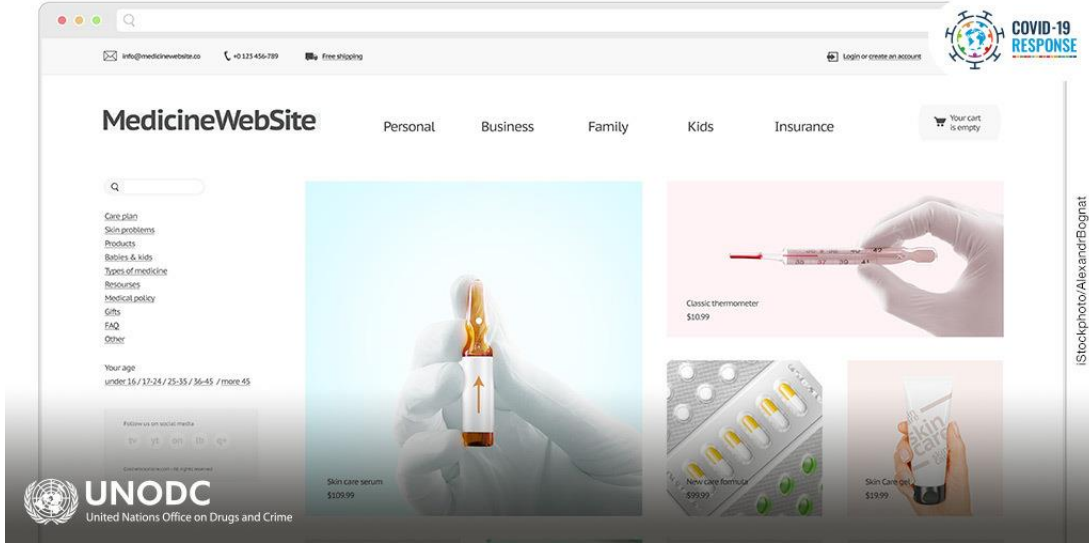 COVID-19
RESPONSE
info@medicinewebsite.co
+0 123 456-789
Free shipping
Login or create an account
MedicineWebSite
Personal
Business
Family
Kids
Insurance
Your cart
is empty
Care plan
Skin problems
Products
Babies & kids
Types of medicine
Resourses
Medical policy
Gifts
FAQ
Other
Your age
under 16 / 17-24 / 25-35 / 36-45 / more 45
Follow us on social media
Classic thermometer
$10.99
Skin care serum
$109.99
New care formula
$99.99
Skin Care gel
$19.99
skin
care
iStockphoto/AlexandrBognat
UNODC
United Nations Office on Drugs and Crime